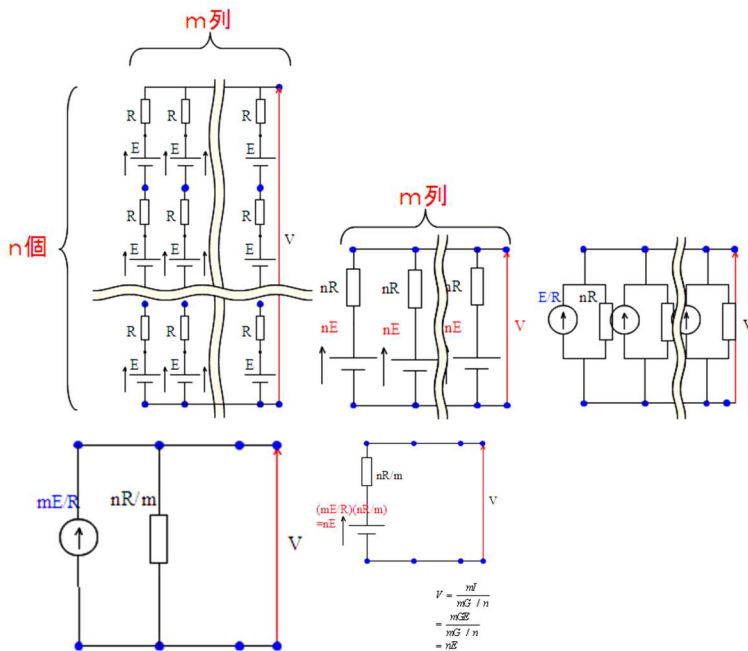 m列
R R R
E E E
R R R
n個
E E E
V
R R R
E E E
m列
nR nR nR
nE nE nE
V
E/R nR
V
mE/R nR/m
V
nR/m
(mE/R)(nR/m)
=nE
V
V = mI / (mG / n)
= mGE / (mG / n)
= nE